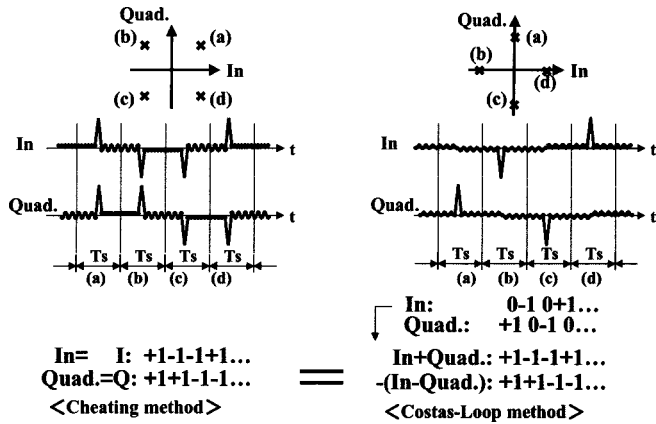 Quad.
(b) (a)
In
(c) (d)
In t
Quad. t
Ts Ts Ts Ts
(a) (b) (c) (d)
In= I: +1-1-1+1...
Quad.=Q: +1+1-1-1...
<Cheating method>
=
Quad.
(a)
(b) In
(d)
(c)
In t
Quad. t
Ts Ts Ts Ts
(a) (b) (c) (d)
In: 0-1 0+1...
Quad.: +1 0-1 0...
In+Quad.: +1-1-1+1...
-(In-Quad.): +1+1-1-1...
<Costas-Loop method>